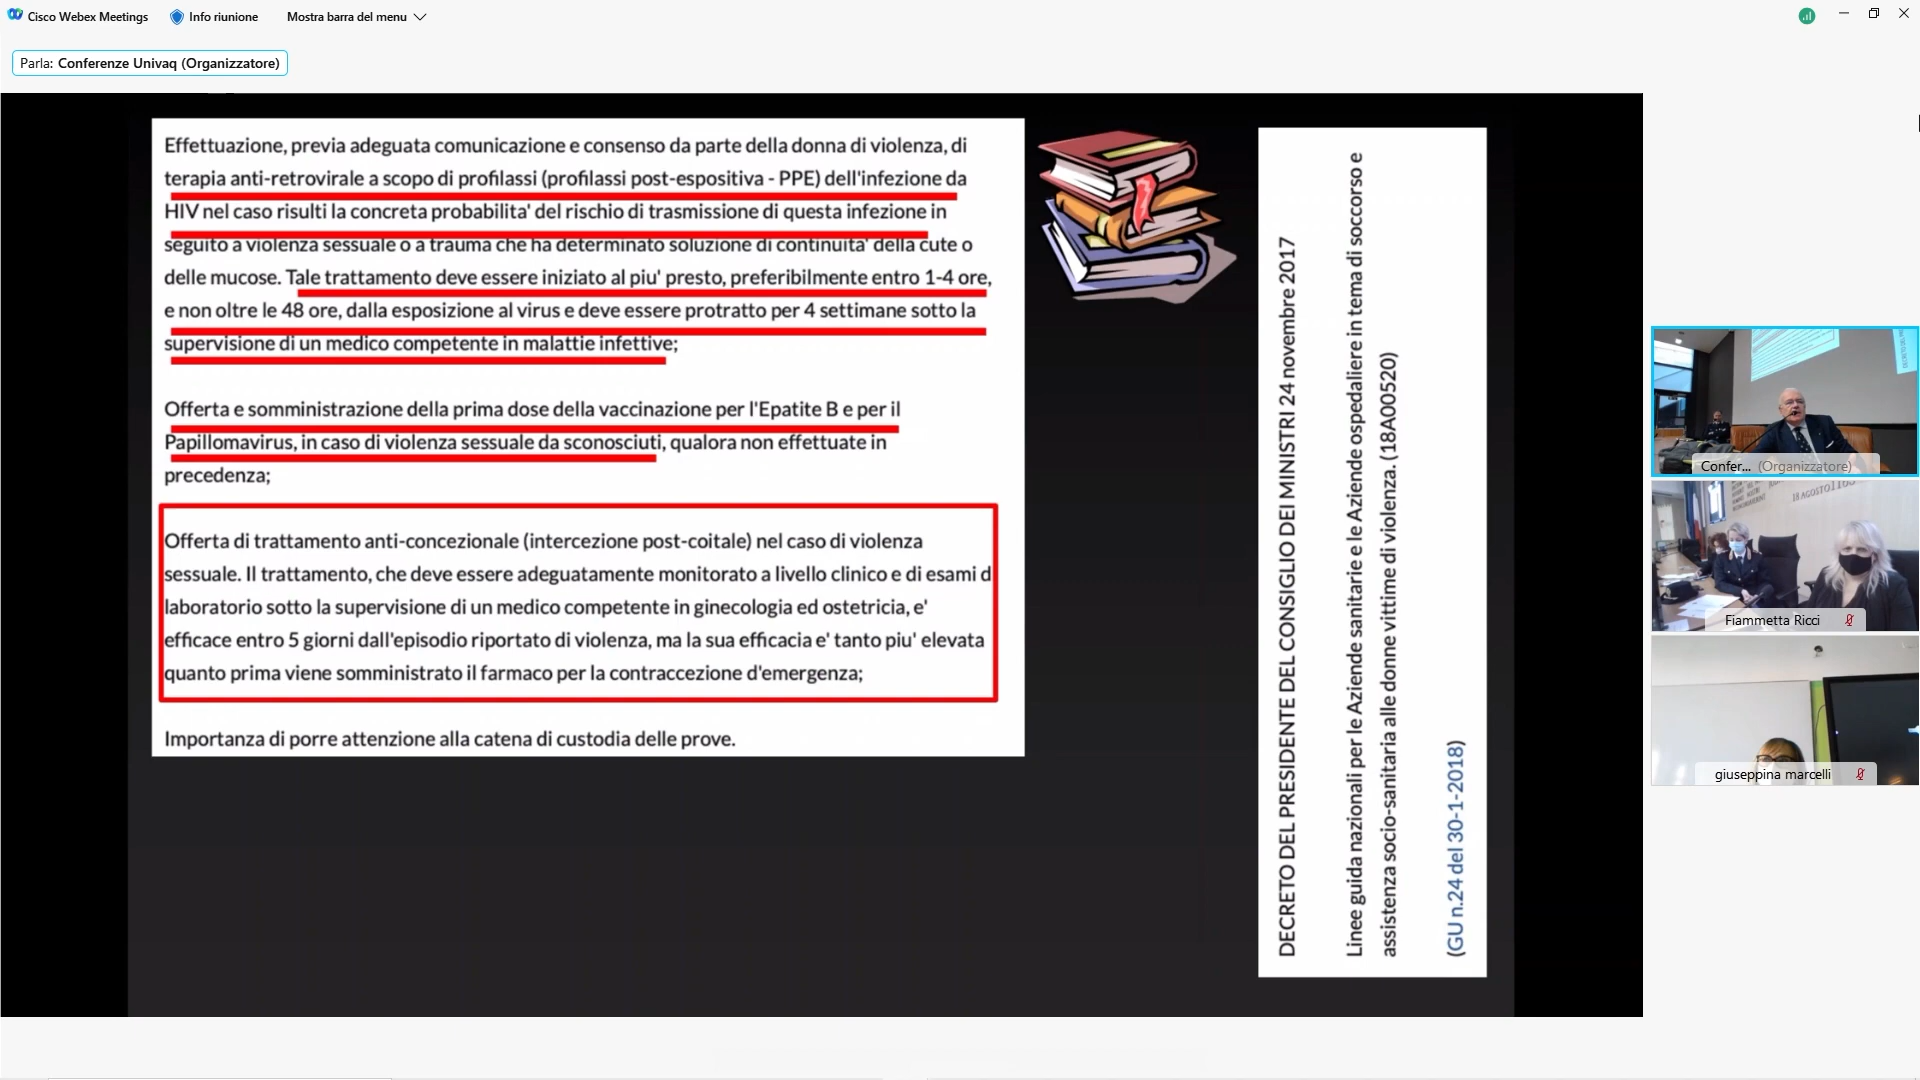 Cisco Webex Meetings
Info riunione
Mostra barra del menu
Parla: Conferenze Univaq (Organizzatore)
Effettuazione, previa adeguata comunicazione e consenso da parte della donna di violenza, di
terapia anti-retrovirale a scopo di profilassi (profilassi post-espositiva - PPE) dell'infezione da
HIV nel caso risulti la concreta probabilita' del rischio di trasmissione di questa infezione in
seguito a violenza sessuale o a trauma che ha determinato soluzione di continuita' della cute o
delle mucose. Tale trattamento deve essere iniziato al piu' presto, preferibilmente entro 1-4 ore,
e non oltre le 48 ore, dalla esposizione al virus e deve essere protratto per 4 settimane sotto la
supervisione di un medico competente in malattie infettive;
Offerta e somministrazione della prima dose della vaccinazione per l'Epatite B e per il
Papillomavirus, in caso di violenza sessuale da sconosciuti, qualora non effettuate in
precedenza;
Offerta di trattamento anti-concezionale (intercezione post-coitale) nel caso di violenza
sessuale. Il trattamento, che deve essere adeguatamente monitorato a livello clinico e di esami d
laboratorio sotto la supervisione di un medico competente in ginecologia ed ostetricia, e'
efficace entro 5 giorni dall'episodio riportato di violenza, ma la sua efficacia e' tanto piu' elevata
quanto prima viene somministrato il farmaco per la contraccezione d'emergenza;
Importanza di porre attenzione alla catena di custodia delle prove.
DECRETO DEL PRESIDENTE DEL CONSIGLIO DEI MINISTRI 24 novembre 2017
Linee guida nazionali per le Aziende sanitarie e le Aziende ospedaliere in tema di soccorso e
assistenza socio-sanitaria alle donne vittime di violenza. (18A00520)
(GU n.24 del 30-1-2018)
Confer... (Organizzatore)
18 AGOSTO
Fiammetta Ricci
giuseppina marcelli